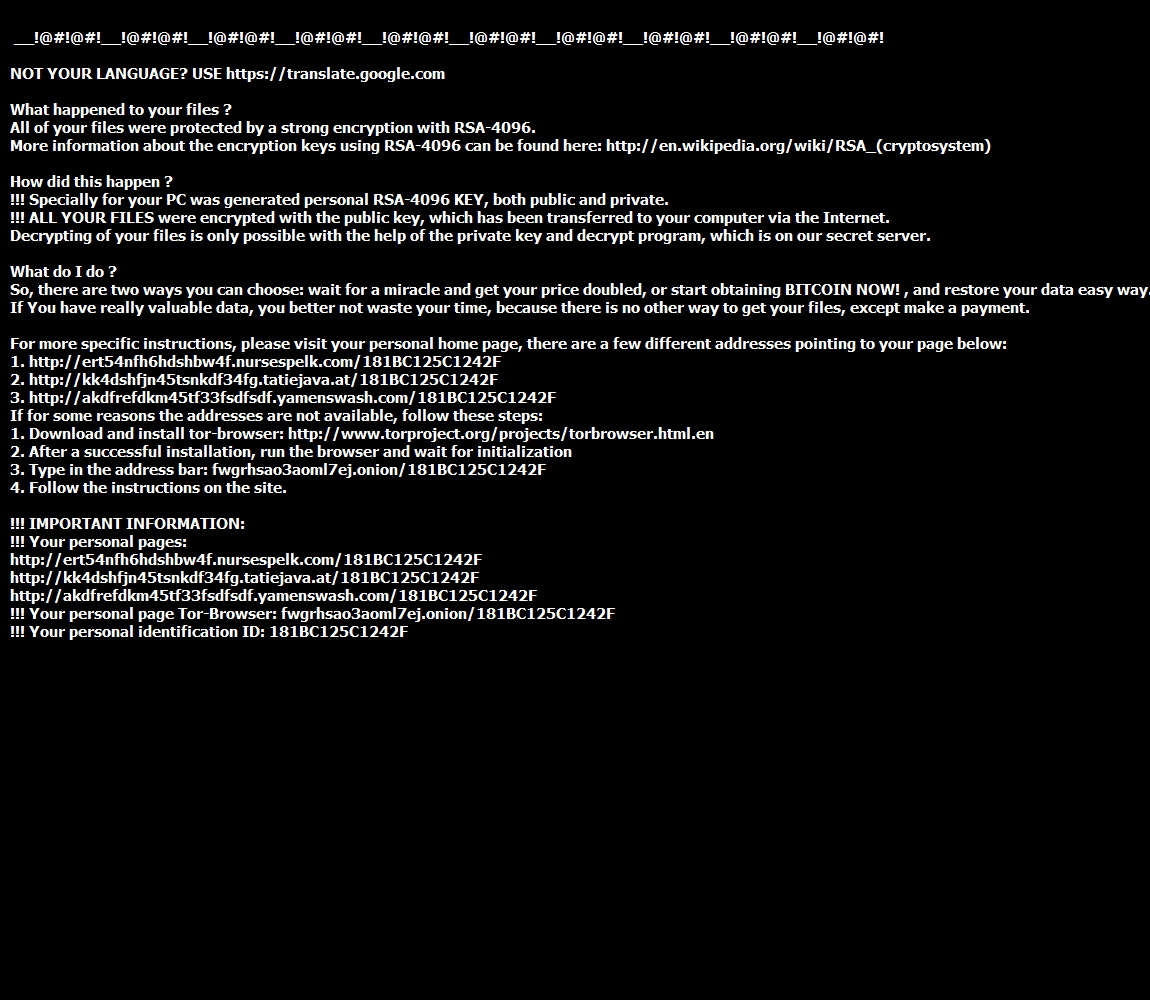 __!@#!@#!__!@#!@#!__!@#!@#!__!@#!@#!__!@#!@#!__!@#!@#!__!@#!@#!__!@#!@#!__!@#!@#!__!@#!@#!
NOT YOUR LANGUAGE? USE https://translate.google.com
What happened to your files ?
All of your files were protected by a strong encryption with RSA-4096.
More information about the encryption keys using RSA-4096 can be found here: http://en.wikipedia.org/wiki/RSA_(cryptosystem)
How did this happen ?
!!! Specially for your PC was generated personal RSA-4096 KEY, both public and private.
!!! ALL YOUR FILES were encrypted with the public key, which has been transferred to your computer via the Internet.
Decrypting of your files is only possible with the help of the private key and decrypt program, which is on our secret server.
What do I do ?
So, there are two ways you can choose: wait for a miracle and get your price doubled, or start obtaining BITCOIN NOW! , and restore your data easy way.
If You have really valuable data, you better not waste your time, because there is no other way to get your files, except make a payment.
For more specific instructions, please visit your personal home page, there are a few different addresses pointing to your page below:
1. http://ert54nfh6hdshbw4f.nursespelk.com/181BC125C1242F
2. http://kk4dshfjn45tsnkdf34fg.tatiejava.at/181BC125C1242F
3. http://akdfrefdkm45tf33fsdfsdf.yamenswash.com/181BC125C1242F
If for some reasons the addresses are not available, follow these steps:
1. Download and install tor-browser: http://www.torproject.org/projects/torbrowser.html.en
2. After a successful installation, run the browser and wait for initialization
3. Type in the address bar: fwgrhsao3aoml7ej.onion/181BC125C1242F
4. Follow the instructions on the site.
!!! IMPORTANT INFORMATION:
!!! Your personal pages:
http://ert54nfh6hdshbw4f.nursespelk.com/181BC125C1242F
http://kk4dshfjn45tsnkdf34fg.tatiejava.at/181BC125C1242F
http://akdfrefdkm45tf33fsdfsdf.yamenswash.com/181BC125C1242F
!!! Your personal page Tor-Browser: fwgrhsao3aoml7ej.onion/181BC125C1242F
!!! Your personal identification ID: 181BC125C1242F